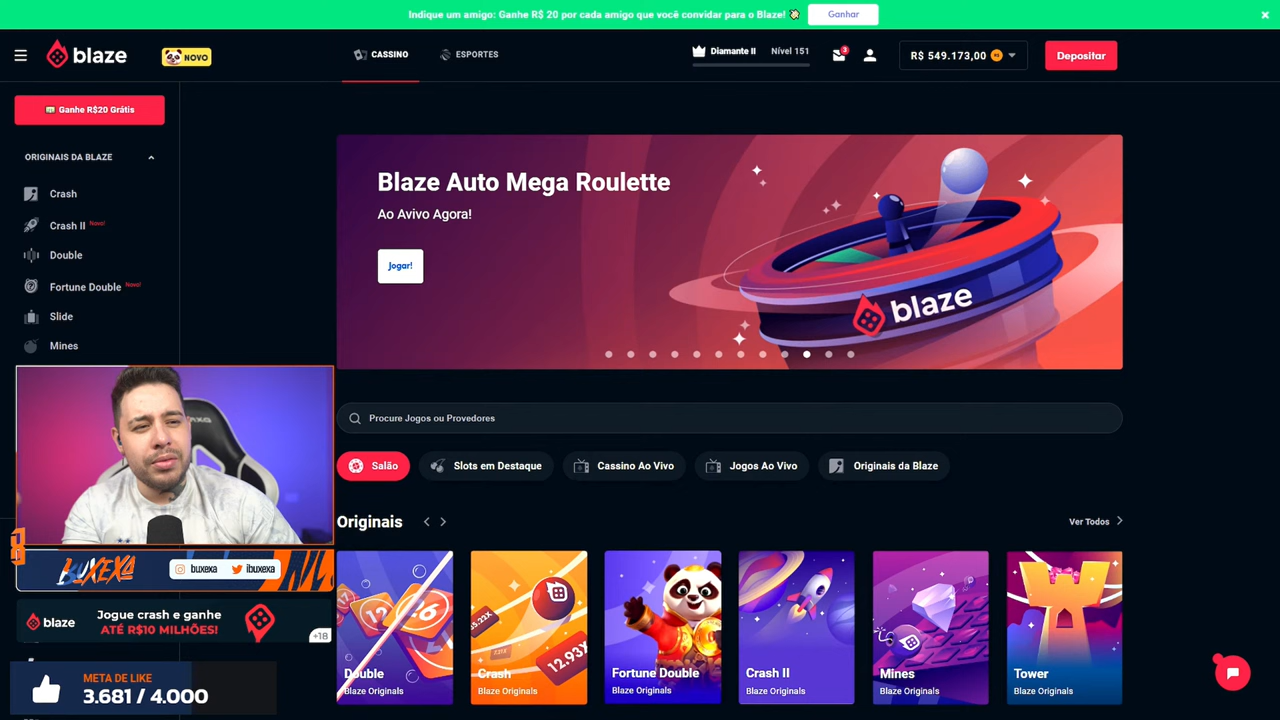 Indique um amigo: Ganhe R$ 20 por cada amigo que você convidar para o Blaze!
Ganhar
blaze
NOVO
CASSINO
ESPORTES
Diamante II
Nível 151
3
R$ 549.173,00
R$
Depositar
Ganhe R$20 Grátis
ORIGINAIS DA BLAZE
Crash
Crash II Novo!
Double
Fortune Double Novo!
Slide
Mines
Blaze Auto Mega Roulette
Ao Avivo Agora!
Jogar!
blaze
Procure Jogos ou Provedores
Salão
Slots em Destaque
Cassino Ao Vivo
Jogos Ao Vivo
Originais da Blaze
Originais
Ver Todos
BUXEXA
buxexa
ibuxexa
blaze
Jogue crash e ganhe
ATÉ R$10 MILHÕES!
+18
META DE LIKE
3.681 / 4.000
12
Double
Blaze Originals
12.93X
Crash
Blaze Originals
Fortune Double
Blaze Originals
Crash II
Blaze Originals
Mines
Blaze Originals
Tower
Blaze Originals